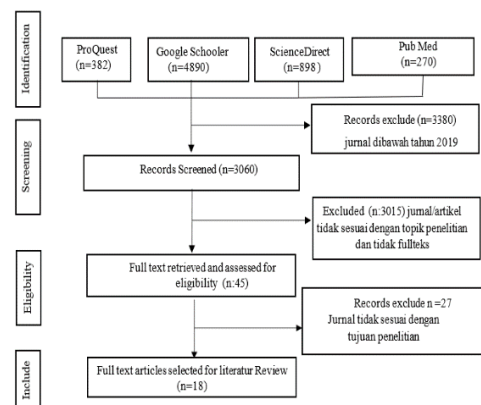 Identification
ProQuest
(n=382)
Google Schooler
(n=4890)
ScienceDirect
(n=898)
Pub Med
(n=270)
Records exclude (n=3380)
jurnal dibawah tahun 2019
Screening
Records Screened (n=3060)
Excluded (n:3015) jurnal/artikel
tidak sesuai dengan topik penelitian
dan tidak fullteks
Eligibility
Full text retrieved and assessed for
eligibility (n:45)
Records exclude n =27
Jurnal tidak sesuai dengan
tujuan penelitian
Include
Full text articles selected for literatur Review
(n=18)